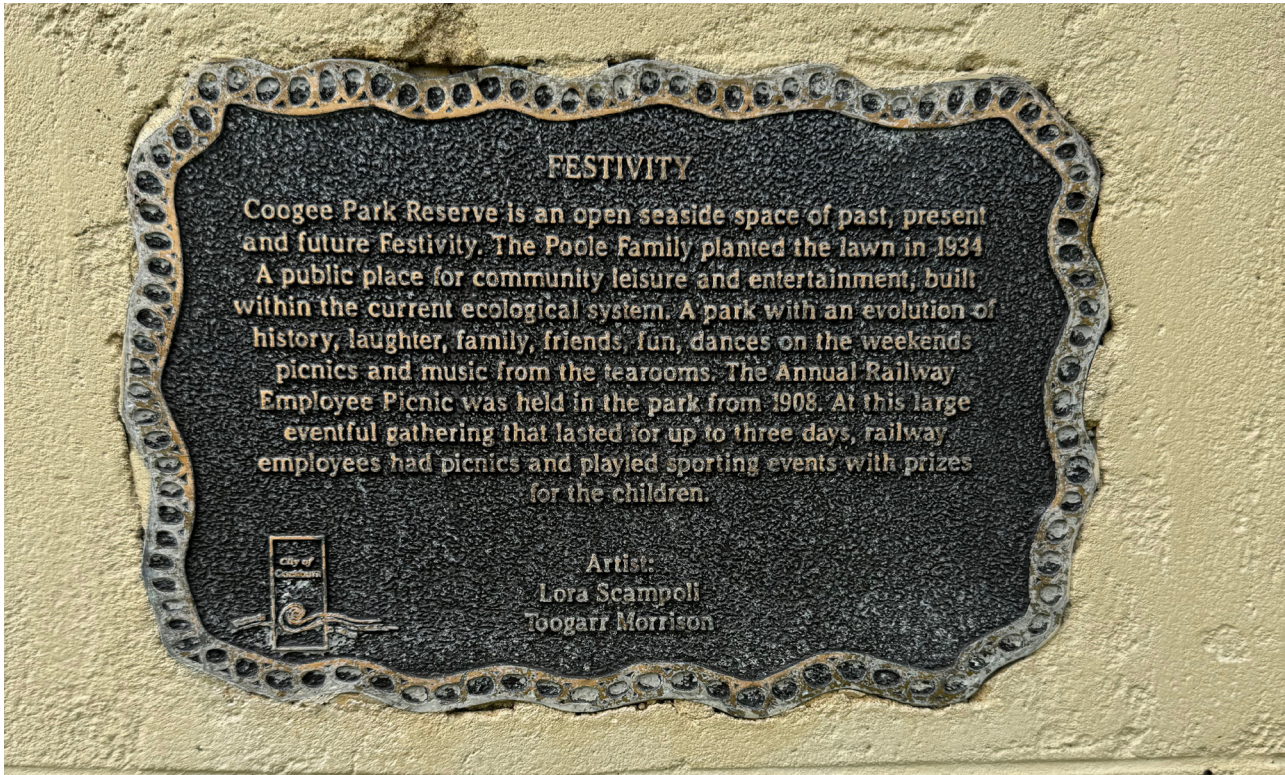 FESTIVITY
Coogee Park Reserve is an open seaside space of past, present
and future Festivity. The Poole Family planted the lawn in 1934
A public place for community leisure and entertainment, built
within the current ecological system. A park with an evolution of
history, laughter, family, friends, fun, dances on the weekends
picnics and music from the tearooms. The Annual Railway
Employee Picnic was held in the park from 1908. At this large
eventful gathering that lasted for up to three days, railway
employees had picnics and playled sporting events with prizes
for the children.
City of
Cockburn
Artist:
Lora Scampoli
Toogarr Morrison